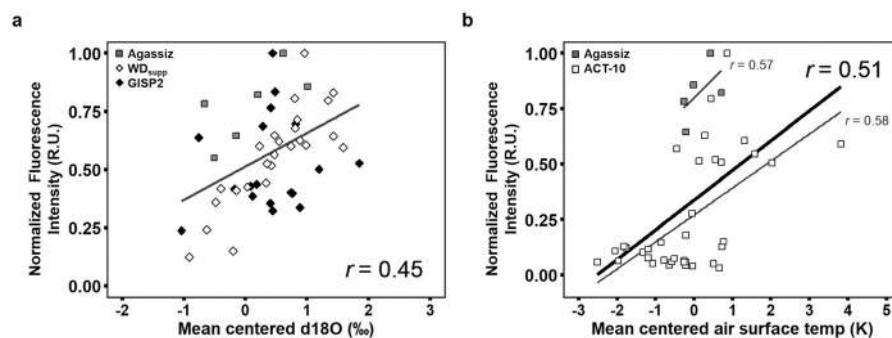 a
Normalized Fluorescence
Intensity (R.U.)
1.00
0.75
0.50
0.25
0.00
Agassiz
WDsupp
GISP2
r = 0.45
-2
-1
0
1
2
3
Mean centered d18O (‰)
b
Normalized Fluorescence
Intensity (R.U.)
1.00
0.75
0.50
0.25
0.00
Agassiz
ACT-10
r = 0.57
r = 0.51
r = 0.58
-3
-2
-1
0
1
2
3
4
5
Mean centered air surface temp (K)